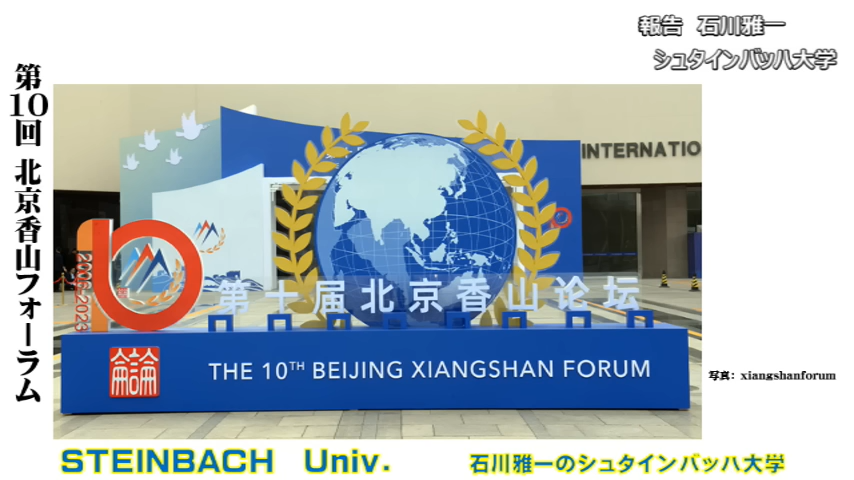 報告 石川雅一
シュタインバッハ大学
第10回 北京香山フォーラム
INTERNATIO
2006-2023
第十届北京香山论坛
THE 10TH BEIJING XIANGSHAN FORUM
写真：xiangshanforum
STEINBACH Univ.
石川雅一のシュタインバッハ大学